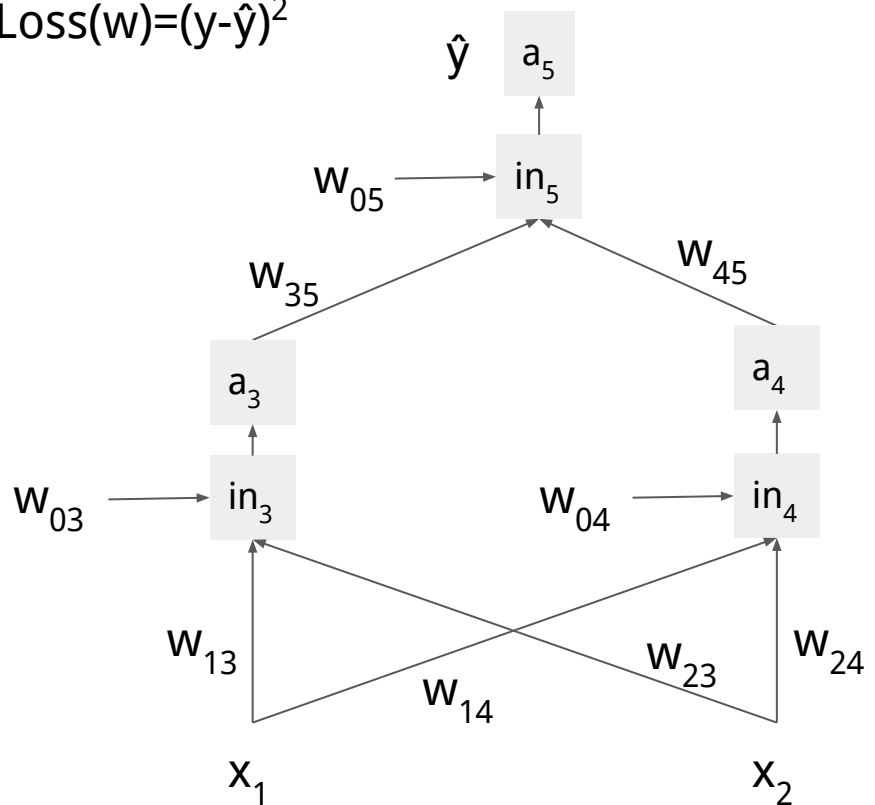 Loss(w)=(y-ŷ)²
ŷ
a₅
w₀₅
in₅
w₃₅
w₄₅
a₃
a₄
w₀₃
in₃
w₀₄
in₄
w₁₃
w₁₄
w₂₃
w₂₄
x₁
x₂